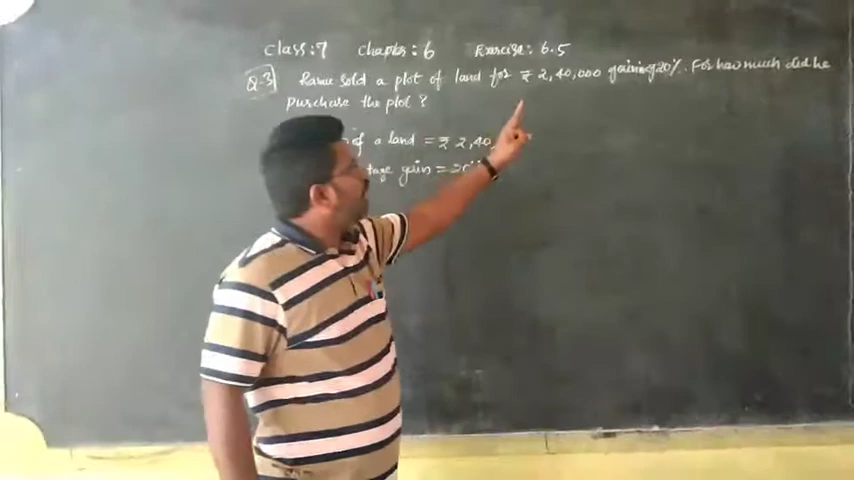 Class:7 Chapter:6 Exercise: 6.5
Q.3 Ramu sold a plot of land for ₹ 2,40,000 gaining 20%. For how much did he
purchase the plot ?
of a land = ₹ 2,40,
tage gain = 20